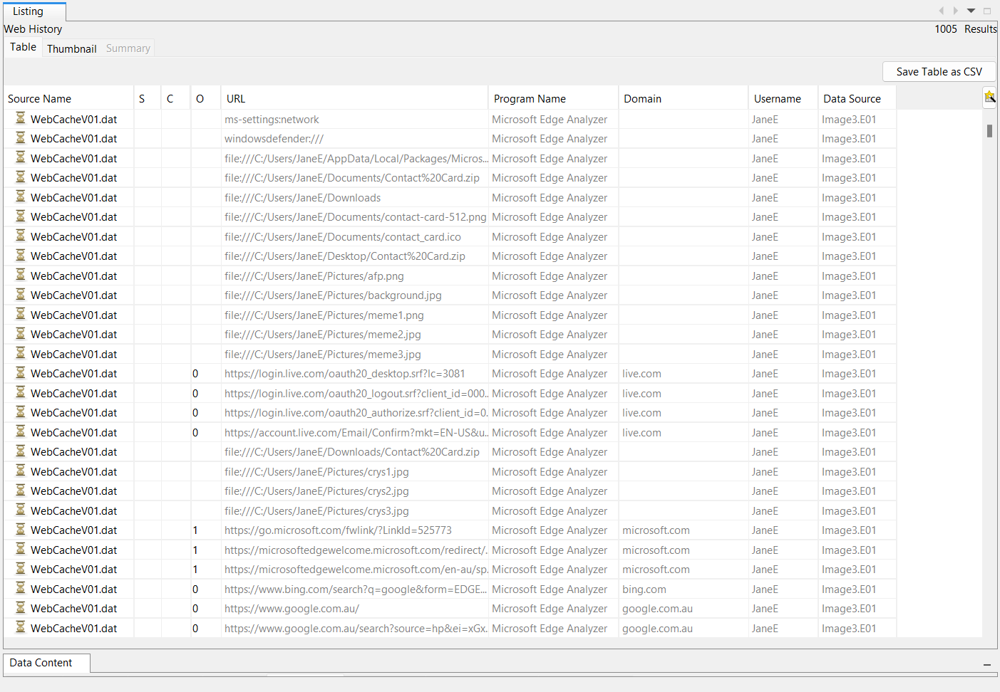 Listing
Web History 1005 Results
Table Thumbnail Summary
Save Table as CSV
Source Name S C O URL Program Name Domain Username Data Source
WebCacheV01.dat ms-settings:network Microsoft Edge Analyzer JaneE Image3.E01
WebCacheV01.dat windowsdefender:/// Microsoft Edge Analyzer JaneE Image3.E01
WebCacheV01.dat file:///C:/Users/JaneE/AppData/Local/Packages/Micros... Microsoft Edge Analyzer JaneE Image3.E01
WebCacheV01.dat file:///C:/Users/JaneE/Documents/Contact%20Card.zip Microsoft Edge Analyzer JaneE Image3.E01
WebCacheV01.dat file:///C:/Users/JaneE/Downloads Microsoft Edge Analyzer JaneE Image3.E01
WebCacheV01.dat file:///C:/Users/JaneE/Documents/contact-card-512.png Microsoft Edge Analyzer JaneE Image3.E01
WebCacheV01.dat file:///C:/Users/JaneE/Documents/contact_card.ico Microsoft Edge Analyzer JaneE Image3.E01
WebCacheV01.dat file:///C:/Users/JaneE/Desktop/Contact%20Card.zip Microsoft Edge Analyzer JaneE Image3.E01
WebCacheV01.dat file:///C:/Users/JaneE/Pictures/afp.png Microsoft Edge Analyzer JaneE Image3.E01
WebCacheV01.dat file:///C:/Users/JaneE/Pictures/background.jpg Microsoft Edge Analyzer JaneE Image3.E01
WebCacheV01.dat file:///C:/Users/JaneE/Pictures/meme1.png Microsoft Edge Analyzer JaneE Image3.E01
WebCacheV01.dat file:///C:/Users/JaneE/Pictures/meme2.jpg Microsoft Edge Analyzer JaneE Image3.E01
WebCacheV01.dat file:///C:/Users/JaneE/Pictures/meme3.jpg Microsoft Edge Analyzer JaneE Image3.E01
WebCacheV01.dat 0 https://login.live.com/oauth20_desktop.srf?lc=3081 Microsoft Edge Analyzer live.com JaneE Image3.E01
WebCacheV01.dat 0 https://login.live.com/oauth20_logout.srf?client_id=000.. Microsoft Edge Analyzer live.com JaneE Image3.E01
WebCacheV01.dat 0 https://login.live.com/oauth20_authorize.srf?client_id=0. Microsoft Edge Analyzer live.com JaneE Image3.E01
WebCacheV01.dat 0 https://account.live.com/Email/Confirm?mkt=EN-US&u.. Microsoft Edge Analyzer live.com JaneE Image3.E01
WebCacheV01.dat file:///C:/Users/JaneE/Downloads/Contact%20Card.zip Microsoft Edge Analyzer JaneE Image3.E01
WebCacheV01.dat file:///C:/Users/JaneE/Pictures/crys1.jpg Microsoft Edge Analyzer JaneE Image3.E01
WebCacheV01.dat file:///C:/Users/JaneE/Pictures/crys2.jpg Microsoft Edge Analyzer JaneE Image3.E01
WebCacheV01.dat file:///C:/Users/JaneE/Pictures/crys3.jpg Microsoft Edge Analyzer JaneE Image3.E01
WebCacheV01.dat 1 https://go.microsoft.com/fwlink/?LinkId=525773 Microsoft Edge Analyzer microsoft.com JaneE Image3.E01
WebCacheV01.dat 1 https://microsoftedgewelcome.microsoft.com/redirect/.. Microsoft Edge Analyzer microsoft.com JaneE Image3.E01
WebCacheV01.dat 1 https://microsoftedgewelcome.microsoft.com/en-au/sp. Microsoft Edge Analyzer microsoft.com JaneE Image3.E01
WebCacheV01.dat 0 https://www.bing.com/search?q=google&form=EDGE... Microsoft Edge Analyzer bing.com JaneE Image3.E01
WebCacheV01.dat 0 https://www.google.com.au/ Microsoft Edge Analyzer google.com.au JaneE Image3.E01
WebCacheV01.dat 0 https://www.google.com.au/search?source=hp&ei=xGx. Microsoft Edge Analyzer google.com.au JaneE Image3.E01
Data Content